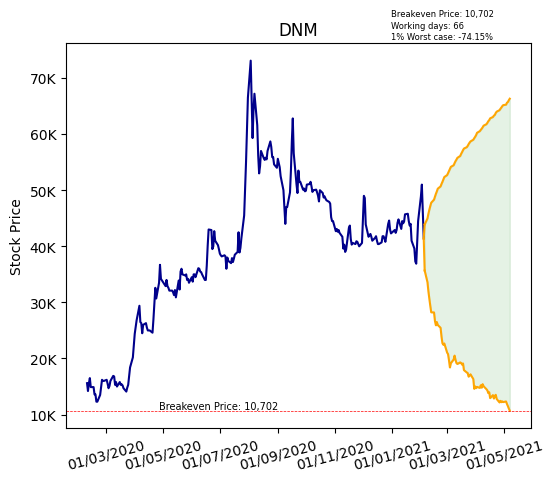 Breakeven Price: 10,702
Working days: 66
1% Worst case: -74.15%
DNM
Stock Price
70K
60K
50K
40K
30K
20K
10K
Breakeven Price: 10,702
01/03/2020
01/05/2020
01/07/2020
01/09/2020
01/11/2020
01/01/2021
01/03/2021
01/05/2021